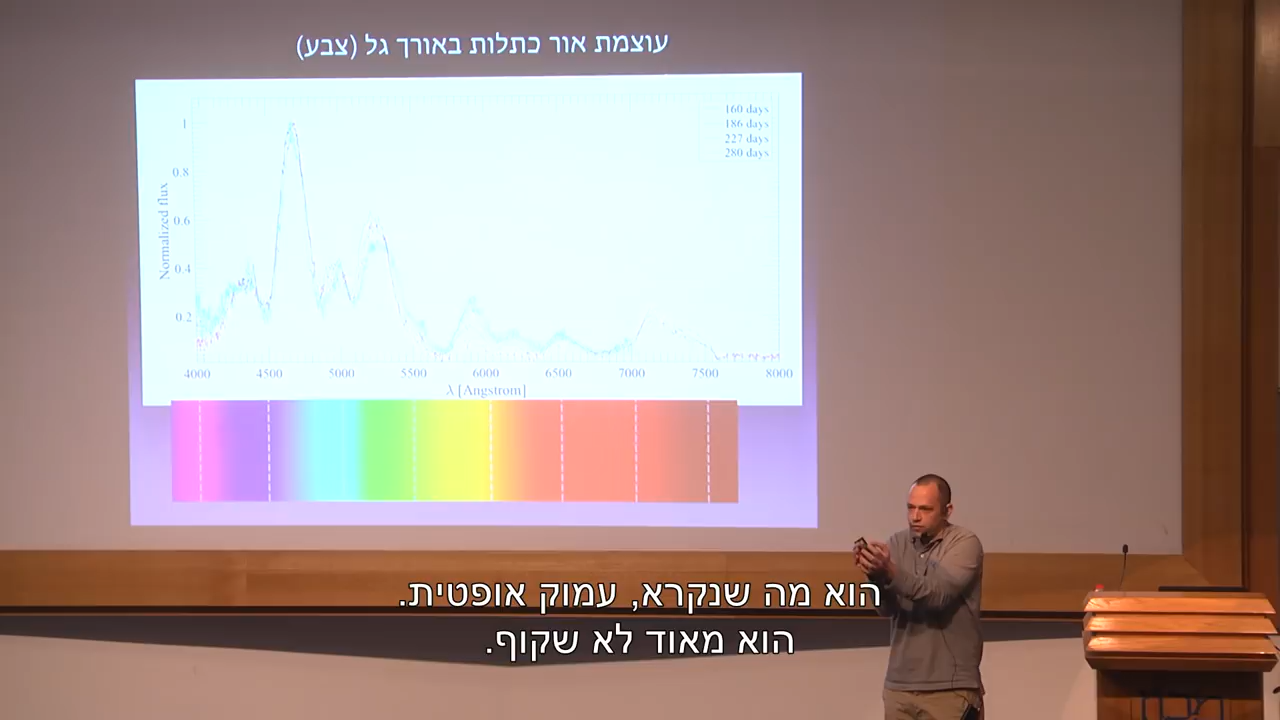 עוצמת אור כתלות באורך גל (צבע)
160 days
186 days
227 days
280 days
Normalized flux
1
0.8
0.6
0.4
0.2
4000 4500 5000 5500 6000 6500 7000 7500 8000
λ [Angstrom]
הוא מה שנקרא, עמוק אופטית.
הוא מאוד לא שקוף.